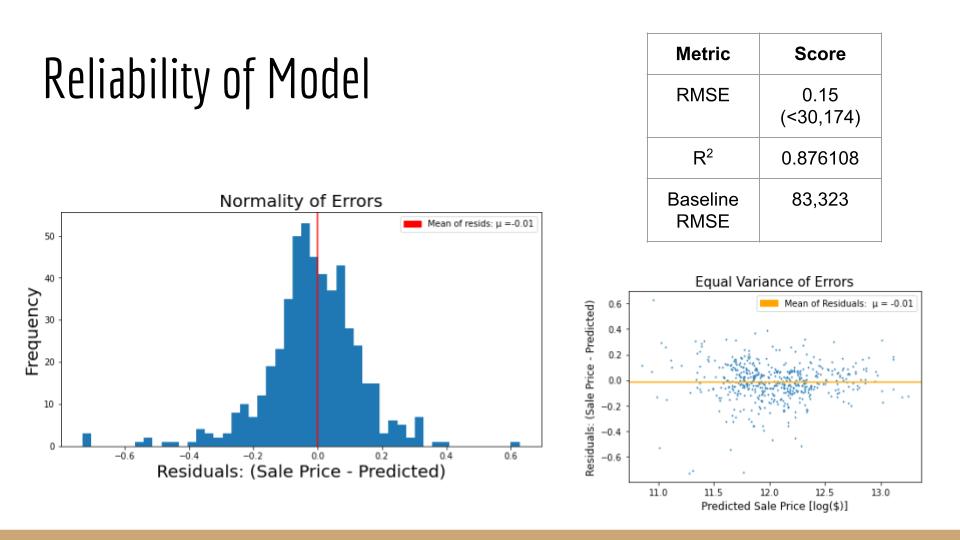 Reliability of Model
Metric Score
RMSE 0.15
(<30,174)
R² 0.876108
Baseline 83,323
RMSE
Normality of Errors
Mean of resids: μ =-0.01
50
40
30
20
10
0
Frequency
−0.6 −0.4 −0.2 0.0 0.2 0.4 0.6
Residuals: (Sale Price - Predicted)
Equal Variance of Errors
Mean of Residuals: μ = -0.01
0.6
0.4
0.2
0.0
−0.2
−0.4
−0.6
Residuals: (Sale Price - Predicted)
11.0 11.5 12.0 12.5 13.0
Predicted Sale Price [log($)]